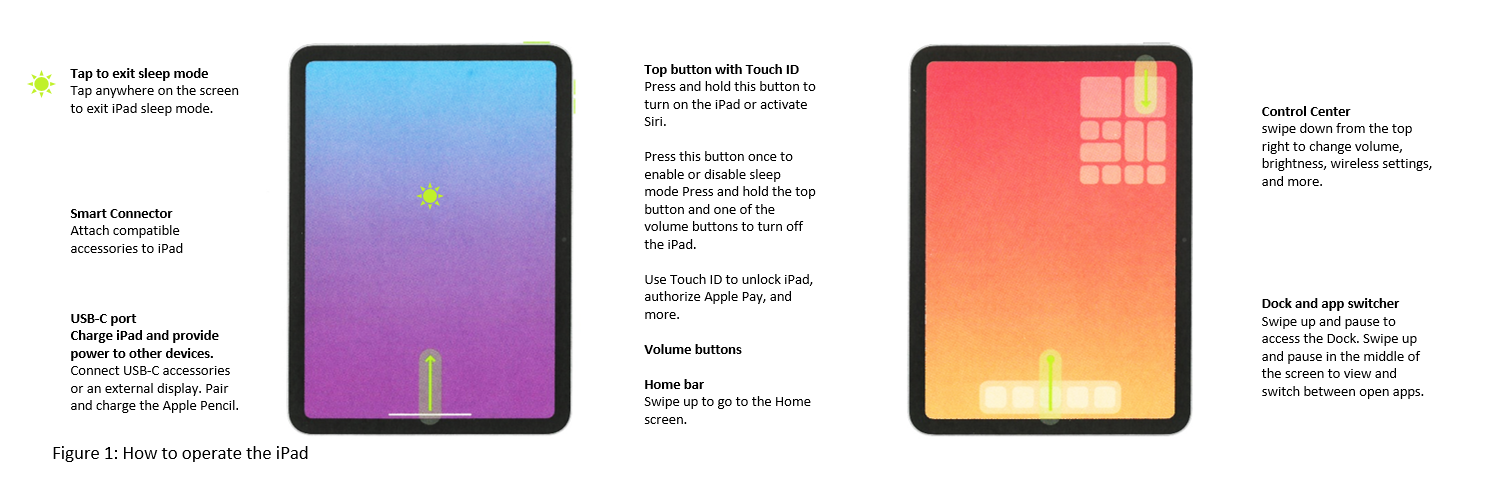 Tap to exit sleep mode
Tap anywhere on the screen
to exit iPad sleep mode.
Smart Connector
Attach compatible
accessories to iPad
USB-C port
Charge iPad and provide
power to other devices.
Connect USB-C accessories
or an external display. Pair
and charge the Apple Pencil.
Top button with Touch ID
Press and hold this button to
turn on the iPad or activate
Siri.
Press this button once to
enable or disable sleep
mode Press and hold the top
button and one of the
volume buttons to turn off
the iPad.
Use Touch ID to unlock iPad,
authorize Apple Pay, and
more.
Volume buttons
Home bar
Swipe up to go to the Home
screen.
Control Center
swipe down from the top
right to change volume,
brightness, wireless settings,
and more.
Dock and app switcher
Swipe up and pause to
access the Dock. Swipe up
and pause in the middle of
the screen to view and
switch between open apps.
Figure 1: How to operate the iPad